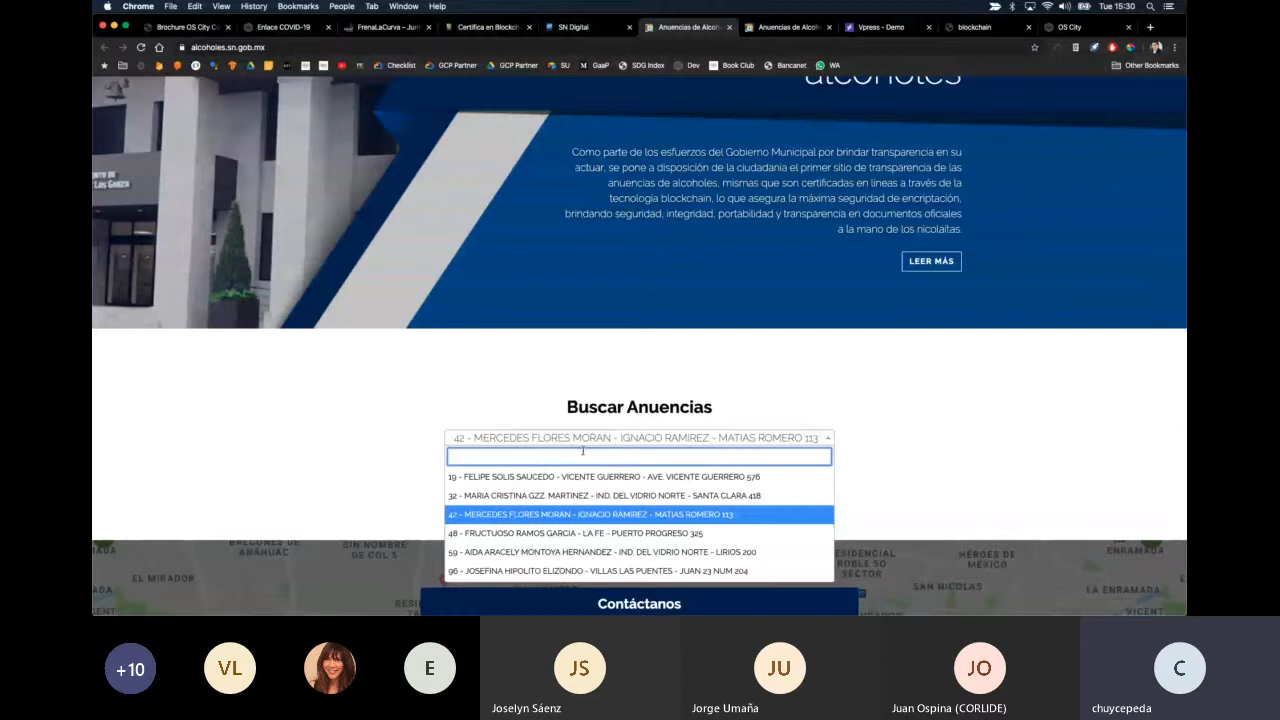 Chrome File Edit View History Bookmarks People Tab Window Help Tue 15:30
Brochure OS City Co Enlace COVID-19 FrenaLaCurva – Jun Certifica en Blockch SN Digital Anuencias de Alcoh Anuencias de Alcoh Vpress - Demo blockchain OS City
alcoholes.sn.gob.mx
Checklist GCP Partner GCP Partner SU GaaP SDG Index Dev Book Club Bancanet WA Other Bookmarks
alcoholes
Como parte de los esfuerzos del Gobierno Municipal por brindar transparencia en su
actuar, se pone a disposición de la ciudadanía el primer sitio de transparencia de las
anuencias de alcoholes, mismas que son certificadas en líneas a través de la
tecnología blockchain, lo que asegura la máxima seguridad de encriptación,
brindando seguridad, integridad, portabilidad y transparencia en documentos oficiales
a la mano de los nicolaítas.
LEER MÁS
Buscar Anuencias
42 - MERCEDES FLORES MORAN - IGNACIO RAMIREZ - MATIAS ROMERO 113
19 - FELIPE SOLIS SAUCEDO - VICENTE GUERRERO - AVE. VICENTE GUERRERO 576
32 - MARIA CRISTINA GZZ. MARTINEZ - IND. DEL VIDRIO NORTE - SANTA CLARA 418
42 - MERCEDES FLORES MORAN - IGNACIO RAMIREZ - MATIAS ROMERO 113
48 - FRUCTUOSO RAMOS GARCIA - LA FE - PUERTO PROGRESO 325
59 - AIDA ARACELY MONTOYA HERNANDEZ - IND. DEL VIDRIO NORTE - LIRIOS 200
96 - JOSEFINA HIPOLITO ELIZONDO - VILLAS LAS PUENTES - JUAN 23 NUM 204
BALCONES DE
ANÁHUAC
SIN NOMBRE
DE COL 5
EL MIRADOR
RESIDENCIAL
ROBLE 50
SECTOR
HÉROES DE
MÉXICO
ENRAMADA
SAN NICOLAS
LA ENRAMADA
VICENT
Contáctanos
+10 VL E JS JU JO C
Joselyn Sáenz Jorge Umaña Juan Ospina (CORLIDE) chuycepeda